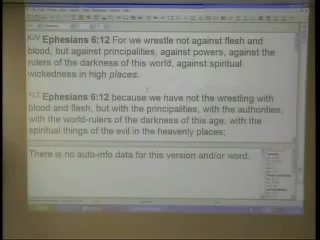 KJV Ephesians 6:12 For we wrestle not against flesh and
blood, but against principalities, against powers, against the
rulers of the darkness of this world, against spiritual
wickedness in high places.
YLT Ephesians 6:12 because we have not the wrestling with
blood and flesh, but with the principalities, with the authorities,
with the world-rulers of the darkness of this age, with the
spiritual things of the evil in the heavenly places;
There is no auto-info data for this version and/or word.